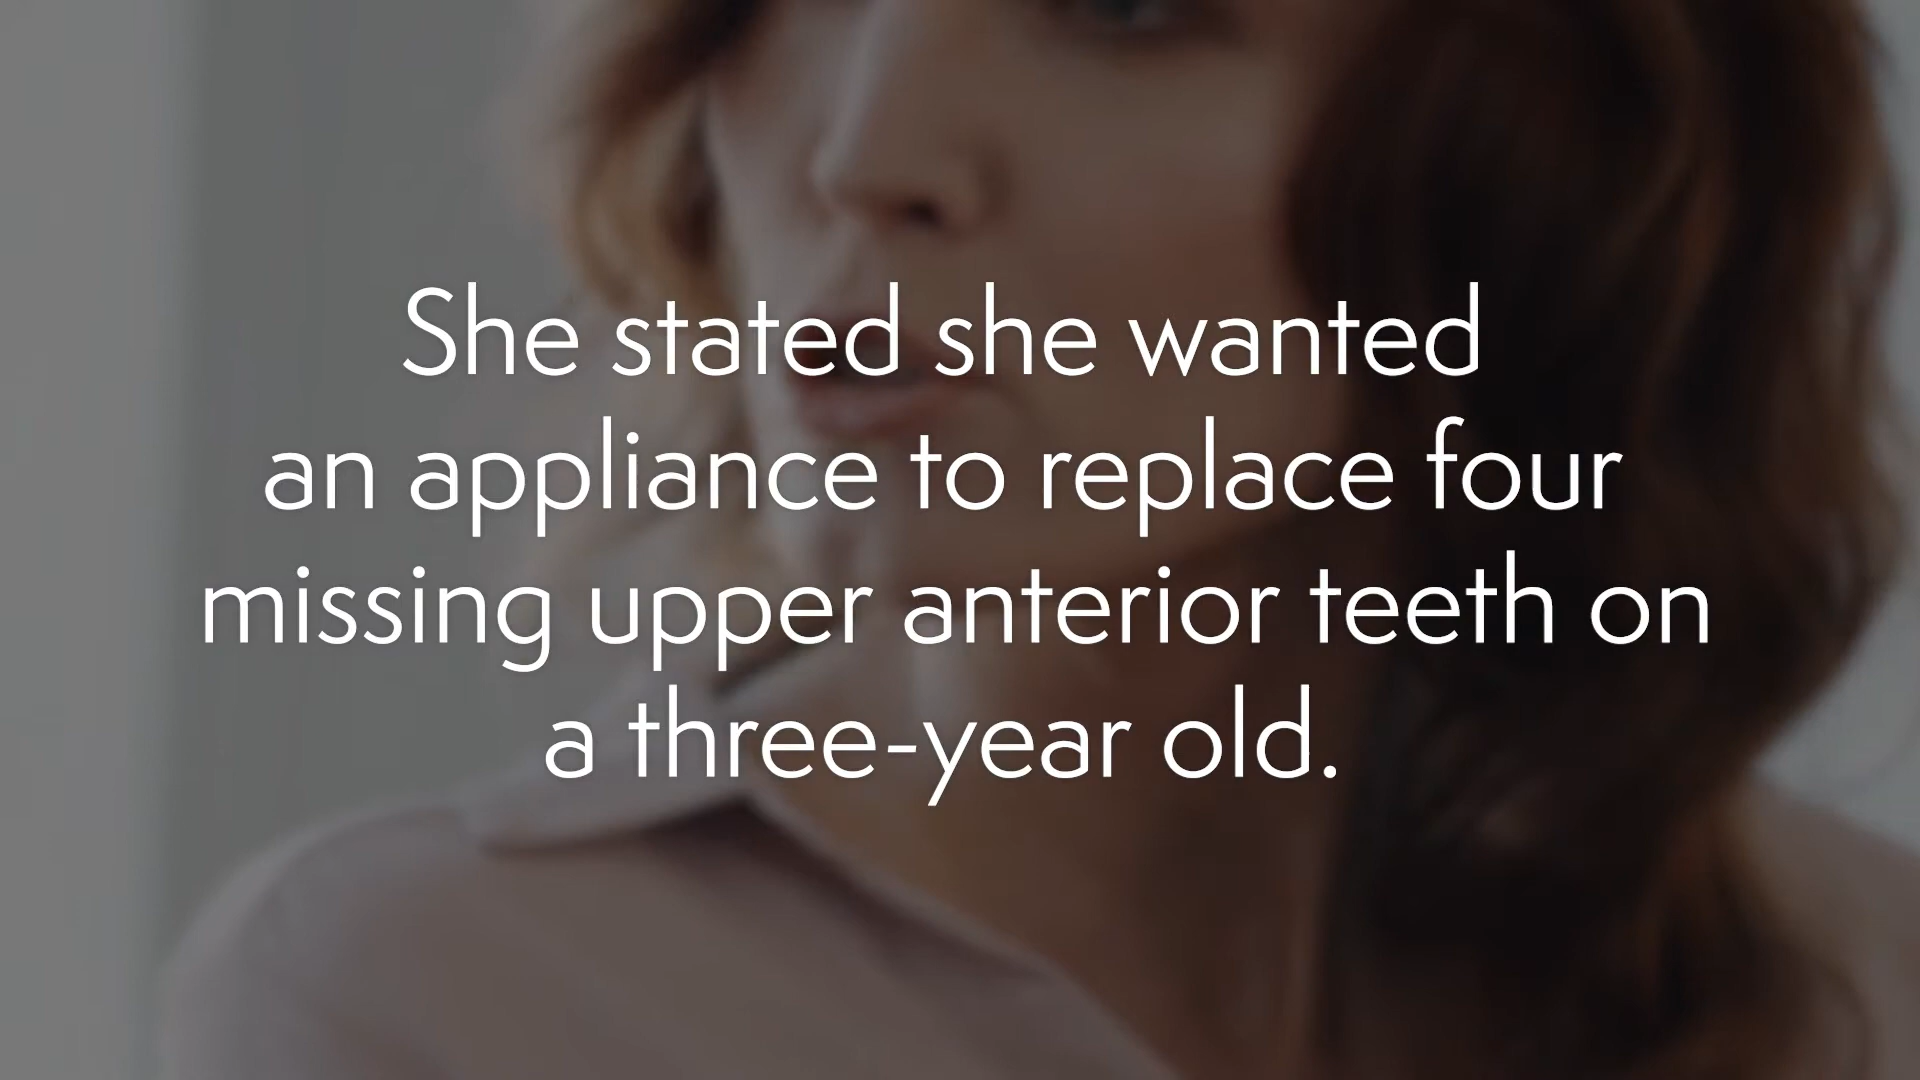 She stated she wanted
an appliance to replace four
missing upper anterior teeth on
a three-year old.